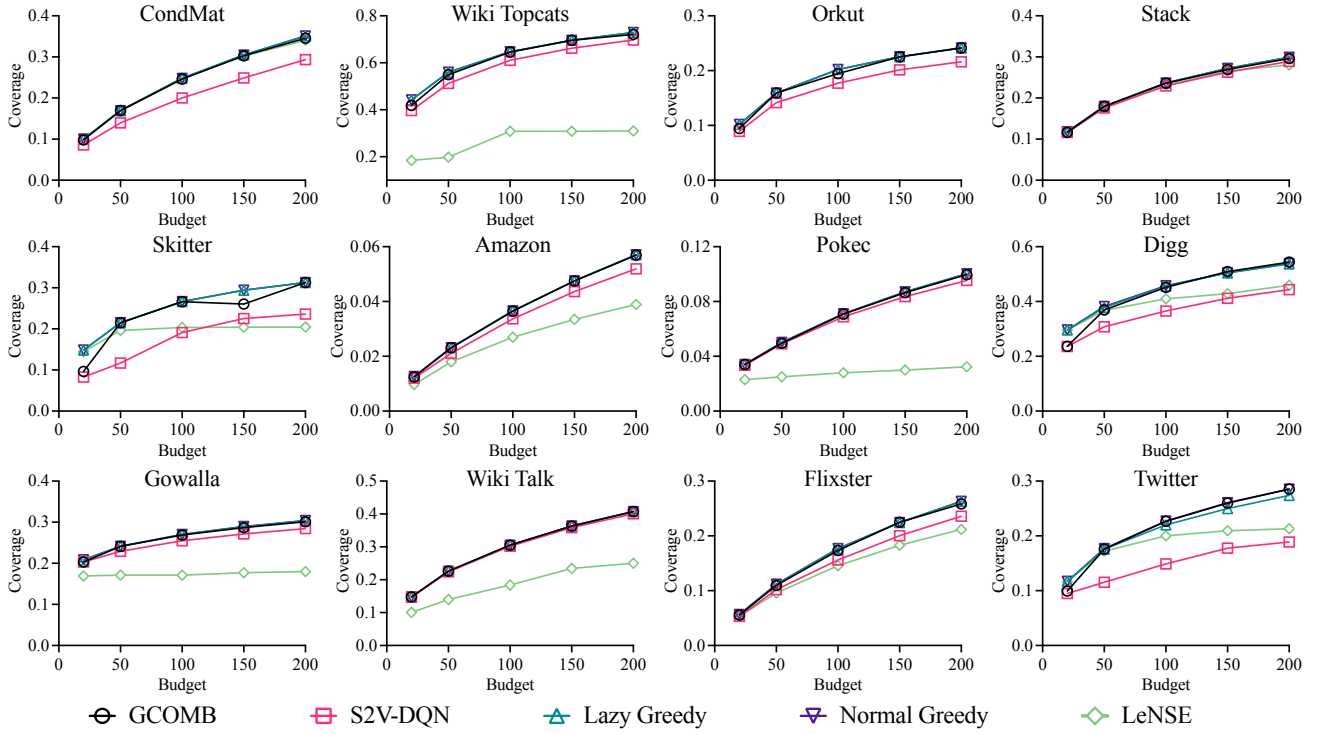 CondMat
Coverage
0.4
0.3
0.2
0.1
0.0
0 50 100 150 200
Budget
Wiki Topcats
Coverage
0.8
0.6
0.4
0.2
0 50 100 150 200
Budget
Orkut
Coverage
0.3
0.2
0.1
0.0
0 50 100 150 200
Budget
Stack
Coverage
0.4
0.3
0.2
0.1
0.0
0 50 100 150 200
Budget
Skitter
Coverage
0.4
0.3
0.2
0.1
0.0
0 50 100 150 200
Budget
Amazon
Coverage
0.06
0.04
0.02
0.00
0 50 100 150 200
Budget
Pokec
Coverage
0.12
0.08
0.04
0.00
0 50 100 150 200
Budget
Digg
Coverage
0.6
0.4
0.2
0.0
0 50 100 150 200
Budget
Gowalla
Coverage
0.4
0.3
0.2
0.1
0.0
0 50 100 150 200
Budget
Wiki Talk
Coverage
0.5
0.4
0.3
0.2
0.1
0.0
0 50 100 150 200
Budget
Flixster
Coverage
0.3
0.2
0.1
0.0
0 50 100 150 200
Budget
Twitter
Coverage
0.3
0.2
0.1
0.0
0 50 100 150 200
Budget
GCOMB S2V-DQN Lazy Greedy Normal Greedy LeNSE